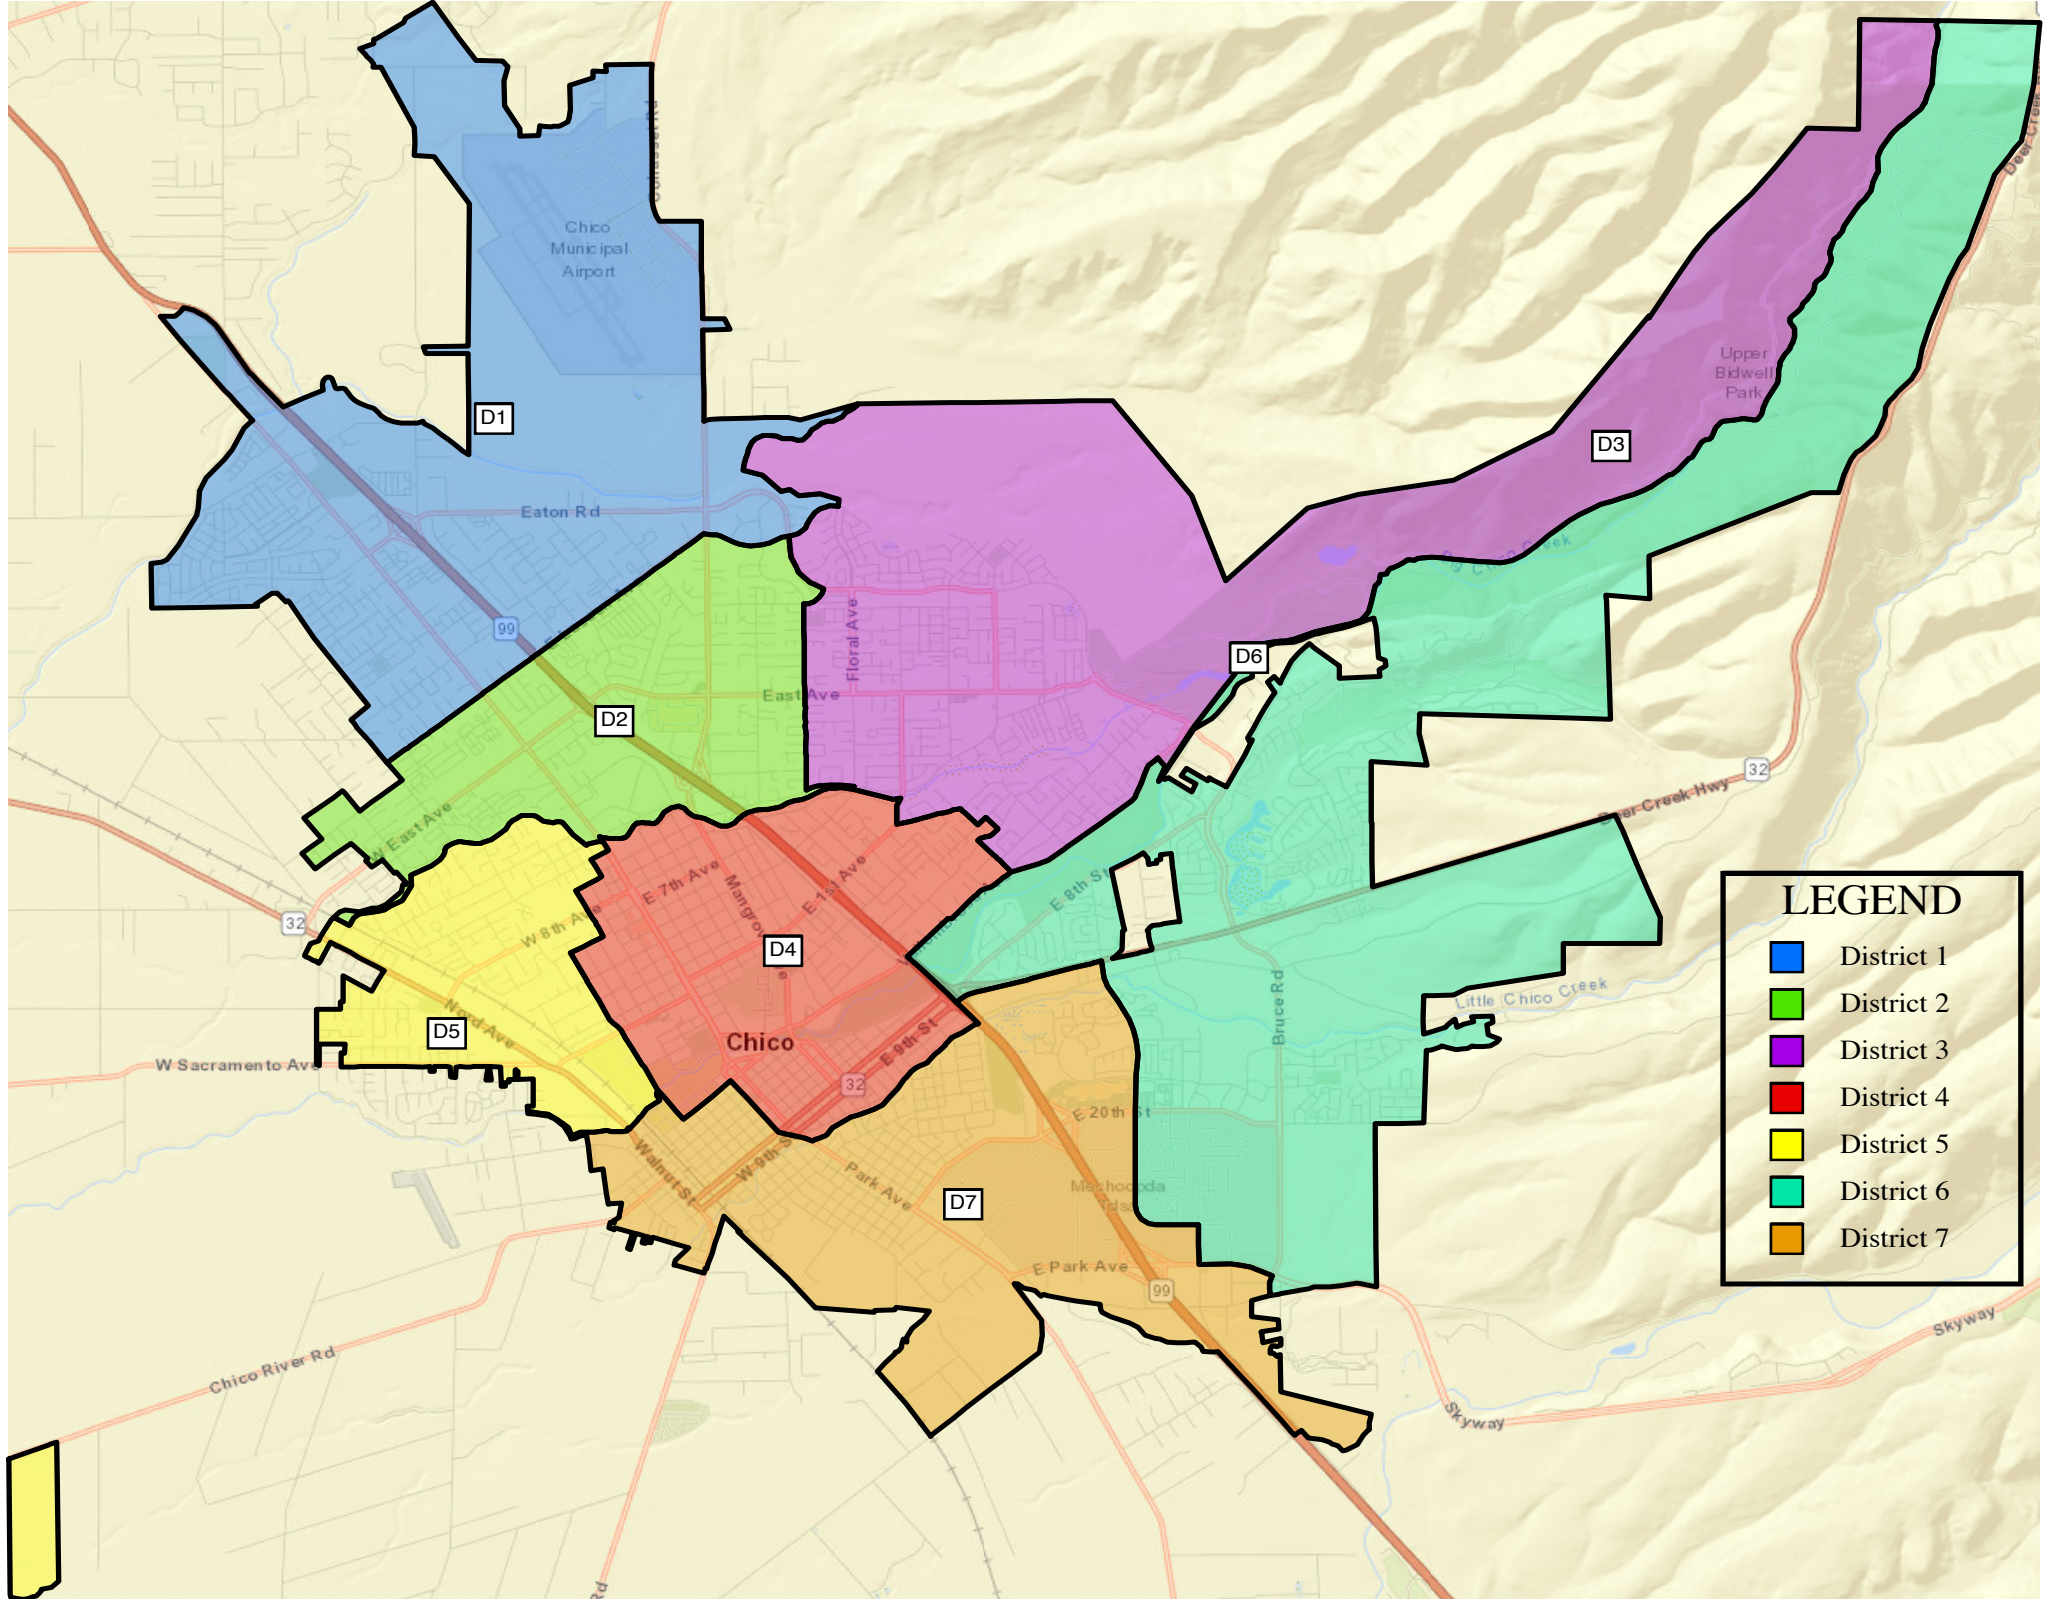 Chico
Municipal
Airport
D1
Eaton Rd
99
Upper
Bidwell
Park
D3
Chico Creek
Floral Ave
D6
East Ave
D2
32
Deer Creek Hwy
W East Ave
E 7th Ave
E 1st Ave
E 8th St
W 8th Ave
32
D4
Bruce Rd
Little Chico Creek
Nord Ave
D5
Chico
E 9th St
32
W Sacramento Ave
E 20th St
Walnut St
W 9th St
Park Ave
D7
E Park Ave
99
Chico River Rd
Skyway
Skyway
LEGEND
District 1
District 2
District 3
District 4
District 5
District 6
District 7